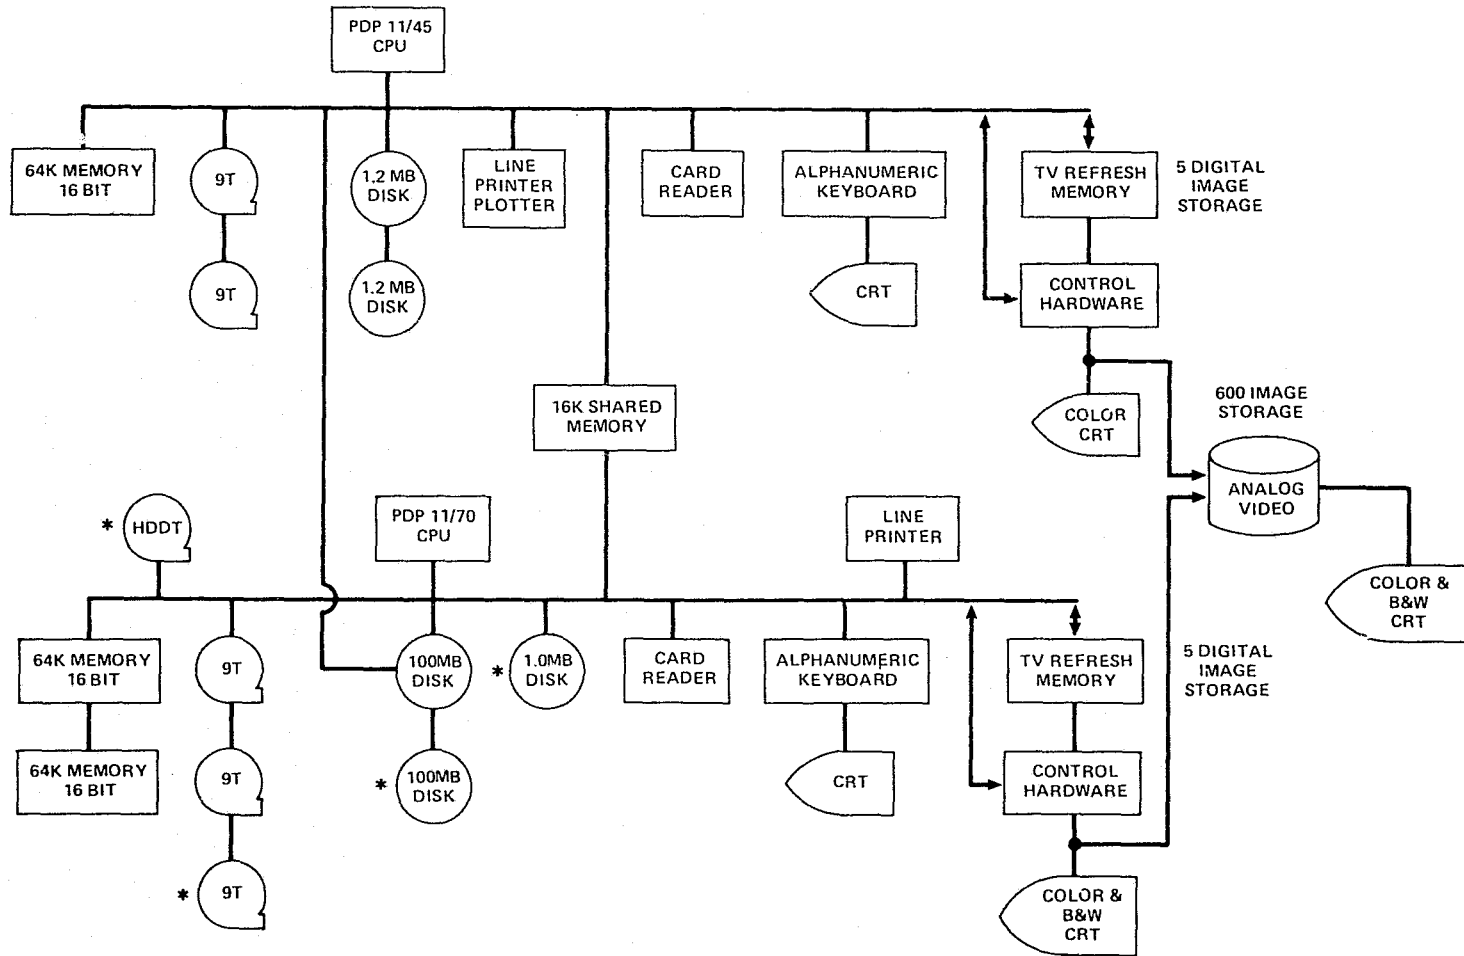 PDP 11/45
CPU
64K MEMORY
16 BIT
9T
1.2 MB
DISK
LINE
PRINTER
PLOTTER
CARD
READER
ALPHANUMERIC
KEYBOARD
TV REFRESH
MEMORY
5 DIGITAL
IMAGE
STORAGE
9T
1.2 MB
DISK
CRT
CONTROL
HARDWARE
16K SHARED
MEMORY
COLOR
CRT
600 IMAGE
STORAGE
ANALOG
VIDEO
* HDDT
PDP 11/70
CPU
LINE
PRINTER
COLOR &
B&W
CRT
64K MEMORY
16 BIT
9T
100MB
DISK
* 1.0MB
DISK
CARD
READER
ALPHANUMERIC
KEYBOARD
TV REFRESH
MEMORY
5 DIGITAL
IMAGE
STORAGE
64K MEMORY
16 BIT
9T
* 100MB
DISK
CRT
CONTROL
HARDWARE
* 9T
COLOR &
B&W
CRT